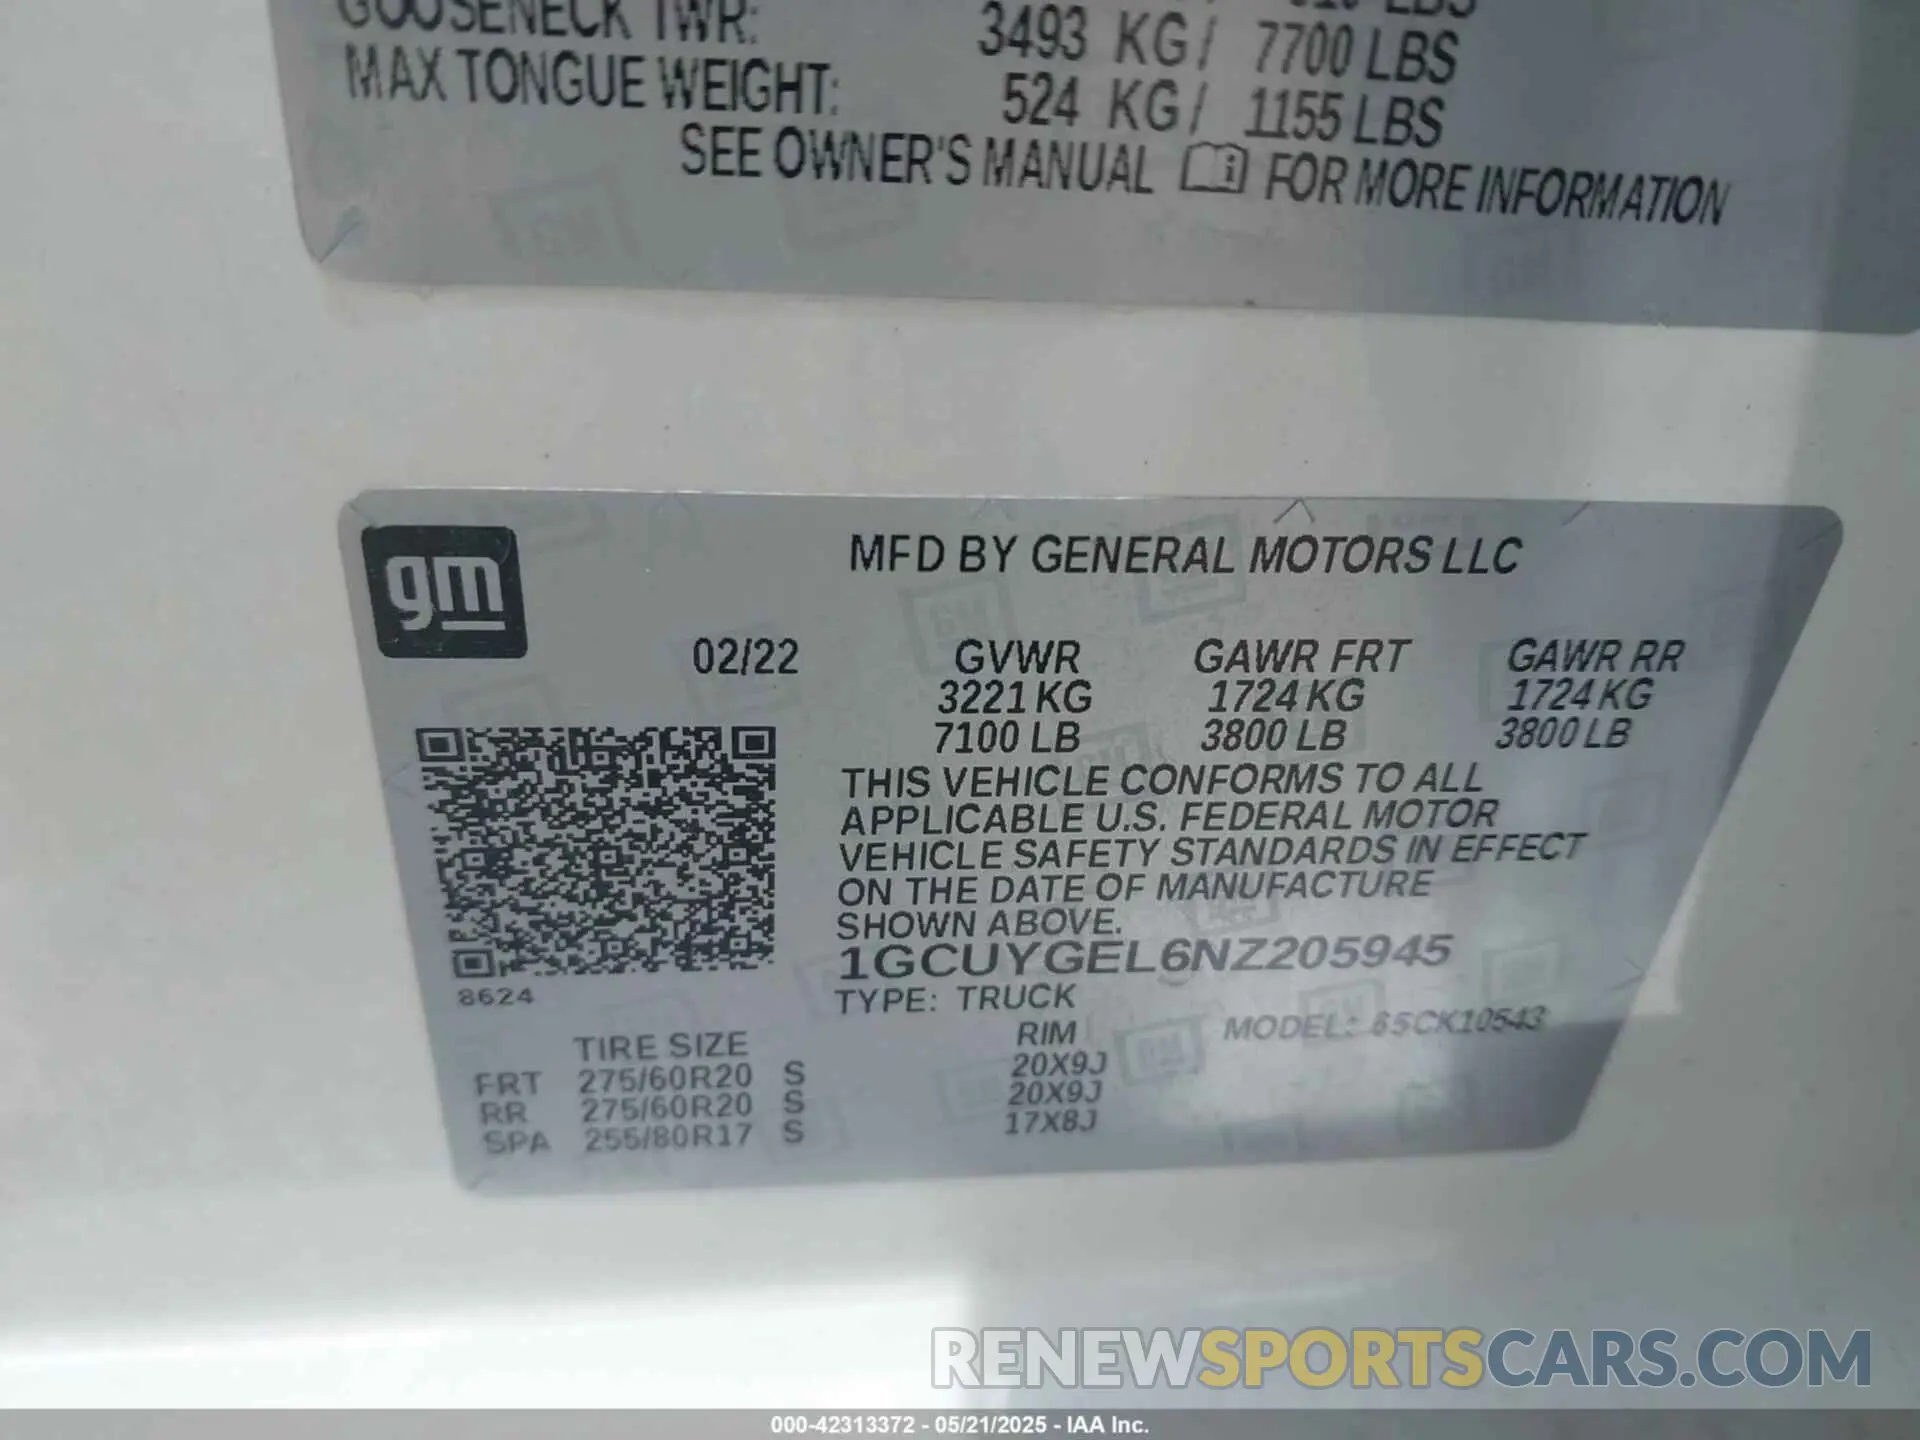 GOOSENECK TWR: 3493 KG/ 7700 LBS
MAX TONGUE WEIGHT: 524 KG/ 1155 LBS
SEE OWNER'S MANUAL FOR MORE INFORMATION
gm
MFD BY GENERAL MOTORS LLC
02/22 GVWR GAWR FRT GAWR RR
3221 KG 1724 KG 1724 KG
7100 LB 3800 LB 3800 LB
THIS VEHICLE CONFORMS TO ALL
APPLICABLE U.S. FEDERAL MOTOR
VEHICLE SAFETY STANDARDS IN EFFECT
ON THE DATE OF MANUFACTURE
SHOWN ABOVE.
1GCUYGEL6NZ205945
8624
TYPE: TRUCK
MODEL: 65CK10543
TIRE SIZE RIM
FRT 275/60R20 S 20X9J
RR 275/60R20 S 20X9J
SPA 255/80R17 S 17X8J
RENEWSPORTSCARS.COM
000-42313372 - 05/21/2025 - IAA Inc.